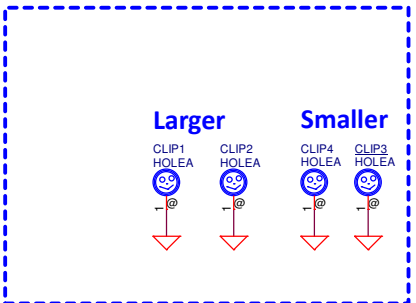 Larger Smaller
CLIP1 CLIP2 CLIP4 CLIP3
HOLEA HOLEA HOLEA HOLEA
1 @ 1 @ 1 @ 1 @